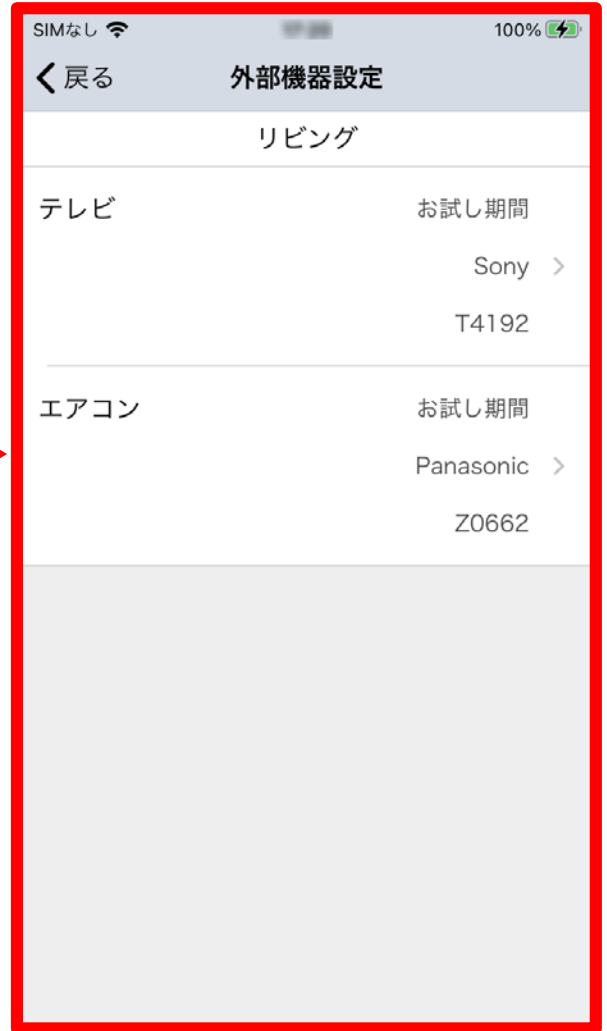 SIMなし 100%
戻る 外部機器設定
リビング
テレビ お試し期間
Sony
T4192
エアコン お試し期間
Panasonic
Z0662